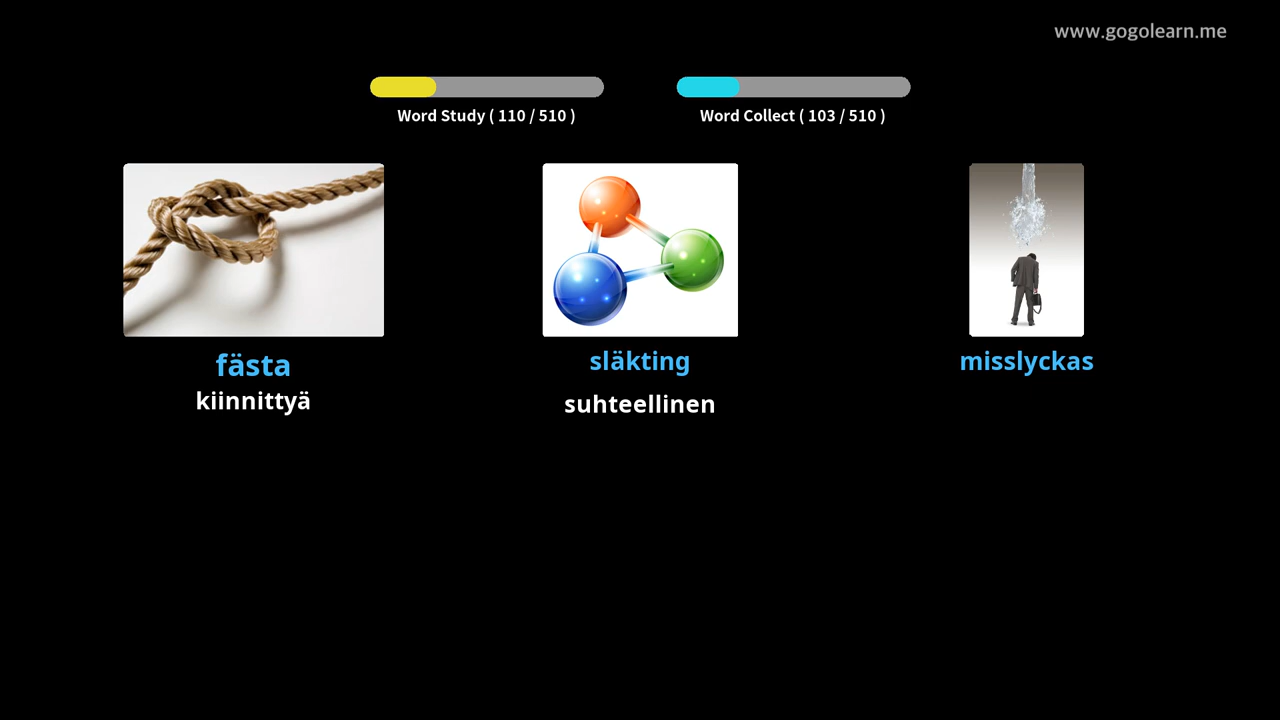 www.gogolearn.me
Word Study ( 110 / 510 )
Word Collect ( 103 / 510 )
fästa
kiinnittyä
släkting
suhteellinen
misslyckas